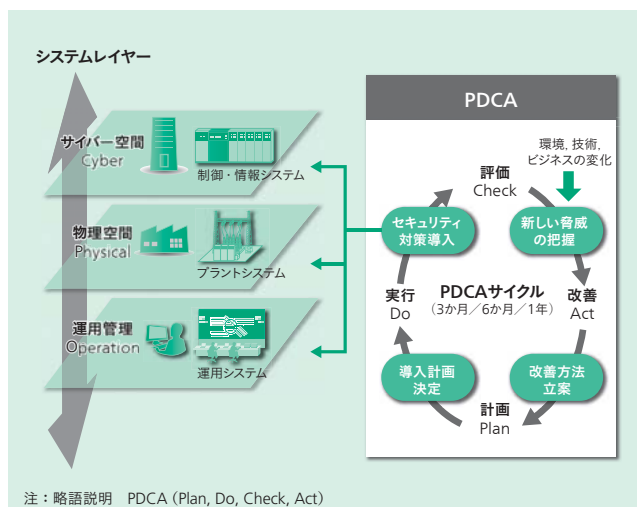 システムレイヤー
サイバー空間
Cyber
制御・情報システム
物理空間
Physical
プラントシステム
運用管理
Operation
運用システム
PDCA
環境，技術，
ビジネスの変化
評価
Check
セキュリティ
対策導入
新しい脅威
の把握
実行
Do
PDCAサイクル
（3か月／6か月／1年）
改善
Act
導入計画
決定
改善方法
立案
計画
Plan
注：略語説明　PDCA（Plan, Do, Check, Act）